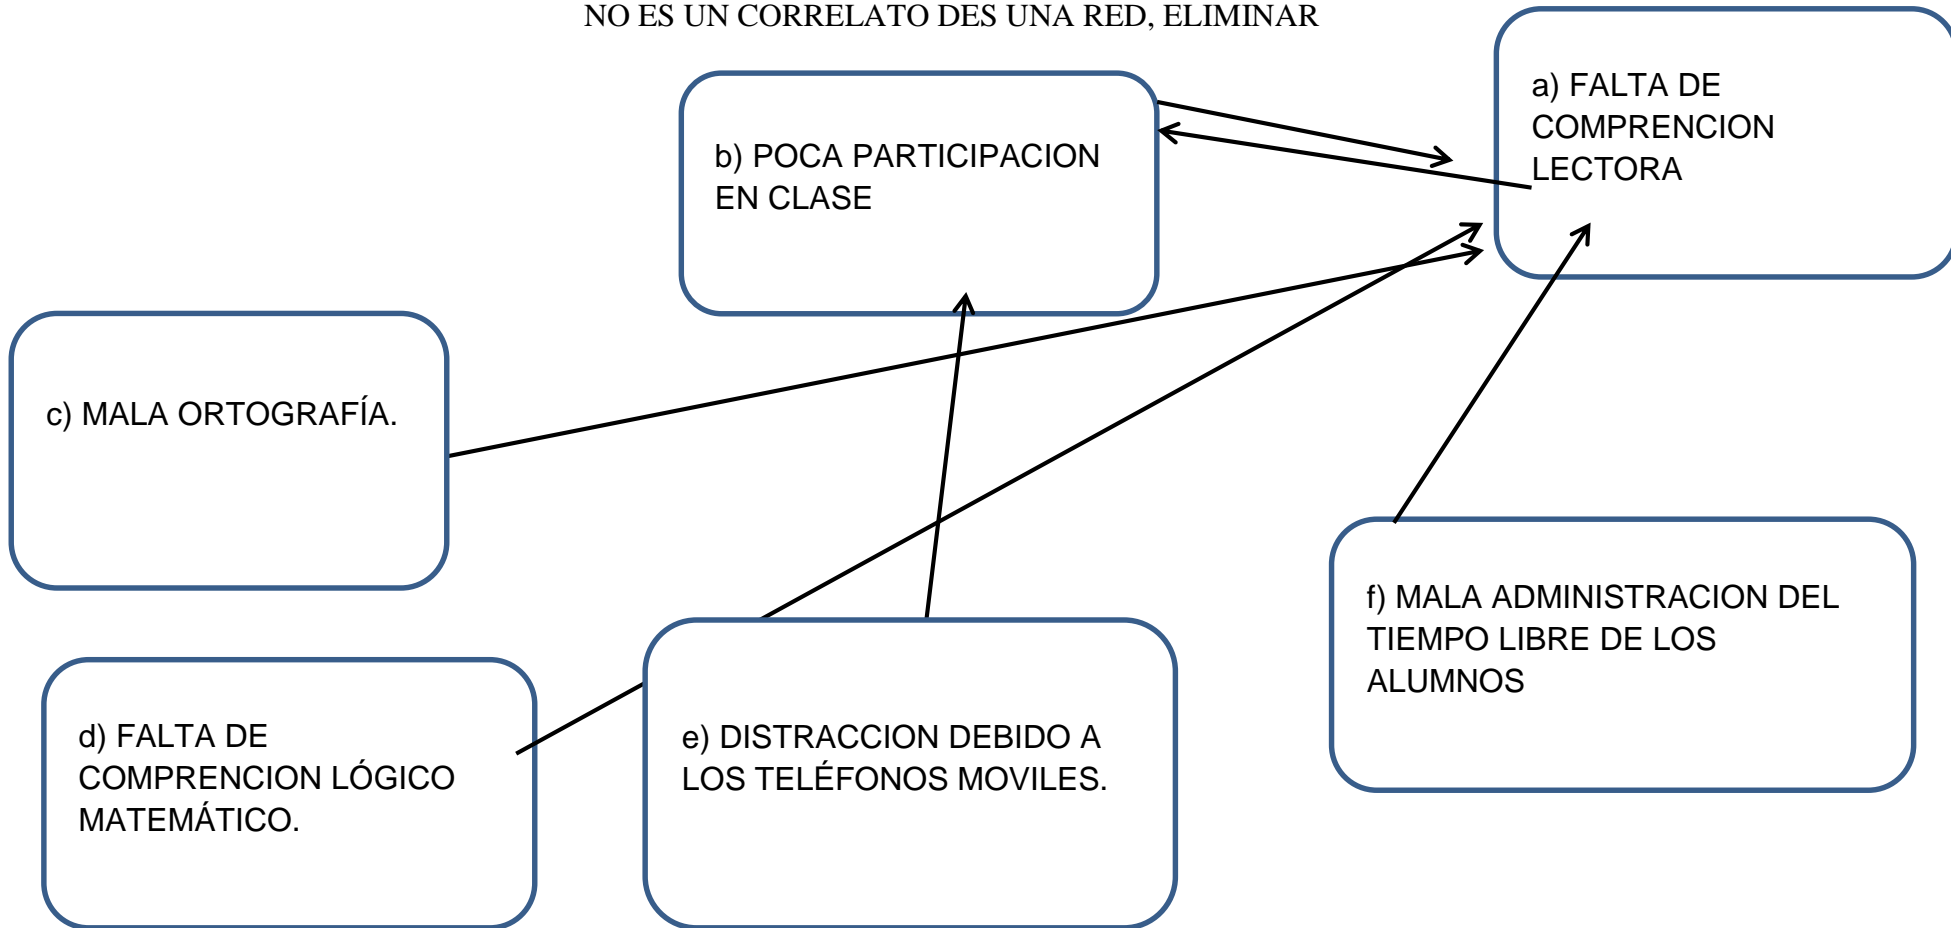 NO ES UN CORRELATO DES UNA RED, ELIMINAR
a) FALTA DE
COMPRENCION
LECTORA
b) POCA PARTICIPACION
EN CLASE
c) MALA ORTOGRAFÍA.
f) MALA ADMINISTRACION DEL
TIEMPO LIBRE DE LOS
ALUMNOS
d) FALTA DE
COMPRENCION LÓGICO
MATEMÁTICO.
e) DISTRACCION DEBIDO A
LOS TELÉFONOS MOVILES.